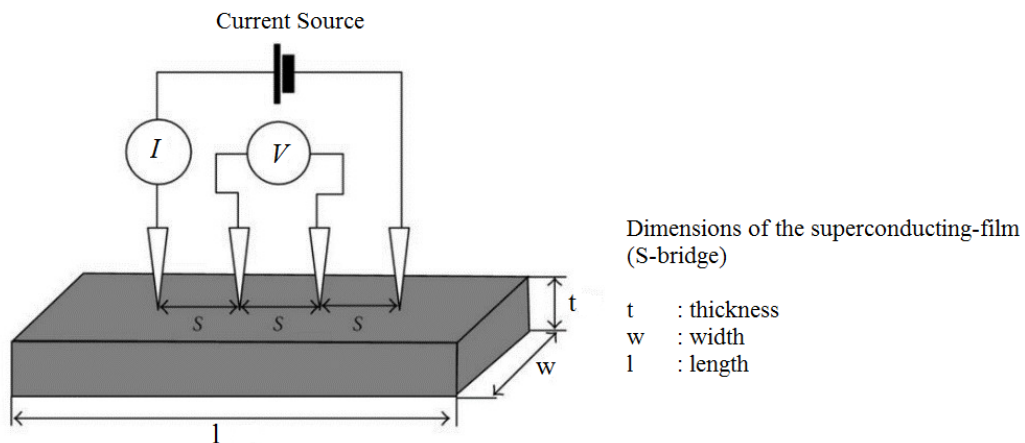 Current Source
I
V
S
S
S
t
w
l
Dimensions of the superconducting-film
(S-bridge)
t : thickness
w : width
l : length